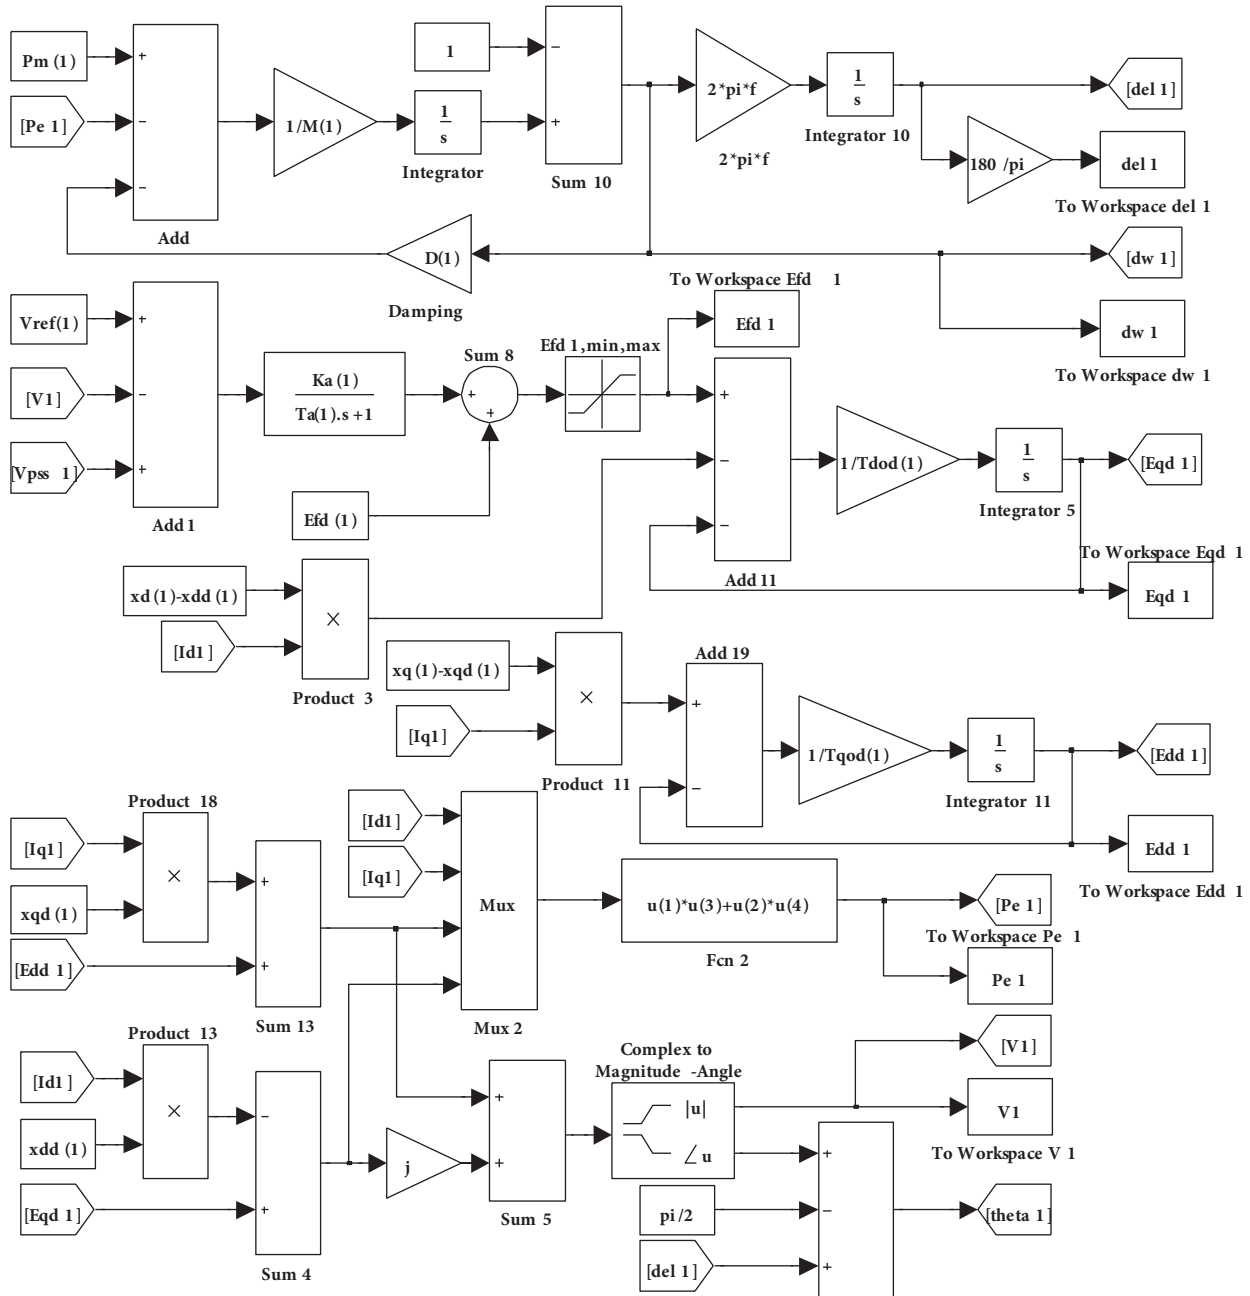 Pm (1)
[Pe 1]
+
−
−
Add
1/M(1)
1
s
Integrator
1
−
+
Sum 10
2*pi*f
2*pi*f
1
s
Integrator 10
[del 1]
180 /pi
del 1
To Workspace del 1
D(1)
Damping
[dw 1]
dw 1
To Workspace dw 1
Vref(1)
[V1]
[Vpss 1]
+
−
+
Add 1
Ka (1)
Ta(1).s +1
Sum 8
+
+
Efd (1)
Efd 1,min,max
To Workspace Efd 1
Efd 1
+
−
−
Add 11
1/Tdod(1)
1
s
Integrator 5
[Eqd 1]
To Workspace Eqd 1
Eqd 1
xd (1)-xdd (1)
[Id1]
×
Product 3
xq (1)-xqd (1)
[Iq1]
×
Product 11
Add 19
+
−
1/Tqod(1)
1
s
Integrator 11
[Edd 1]
Edd 1
To Workspace Edd 1
Product 18
[Iq1]
xqd (1)
×
[Edd 1]
+
+
Sum 13
[Id1]
[Iq1]
Mux
Mux 2
u(1)*u(3)+u(2)*u(4)
Fcn 2
[Pe 1]
To Workspace Pe 1
Pe 1
Product 13
[Id1]
xdd (1)
×
[Eqd 1]
−
+
Sum 4
j
+
+
Sum 5
Complex to
Magnitude -Angle
|u|
∠u
[V1]
V1
To Workspace V 1
pi/2
[del 1]
+
−
+
[theta 1]